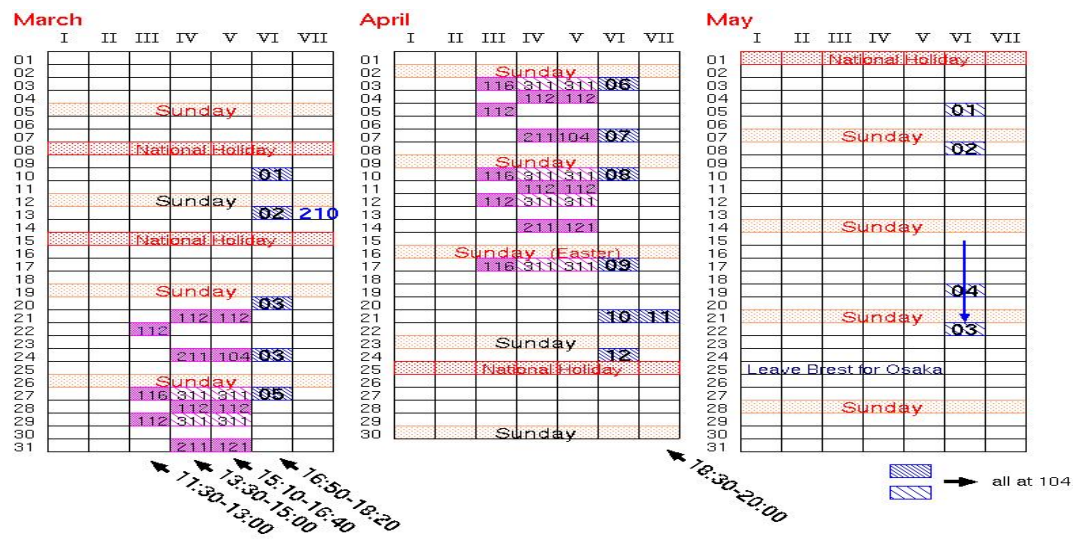 March
I II III IV V VI VII
01
02
03
04
05 Sunday
06
07
08 National Holiday
09
10 01
11
12 Sunday
13 02 210
14
15 National Holiday
16
17
18
19 Sunday
20 03
21 112 112
22 112
23
24 211 104 03
25
26 Sunday
27 116 311 311 05
28 112 112
29 112 311 311
30
31 211 121
11:30-13:00
13:30-15:00
15:10-16:40
16:50-18:20
April
I II III IV V VI VII
01
02 Sunday
03 116 311 311 06
04 112 112
05 112
06
07 211 104 07
08
09 Sunday
10 116 311 311 08
11 112 112
12 112 311 311
13
14 211 121
15
16 Sunday (Easter)
17 116 311 311 09
18
19
20
21 10 11
22
23 Sunday
24 12
25 National Holiday
26
27
28
29
30 Sunday
18:30-20:00
May
I II III IV V VI VII
01 National Holiday
02
03
04
05 01
06
07 Sunday
08 02
09
10
11
12
13
14 Sunday
15
16
17
18
19 04
20
21 Sunday
22 03
23
24
25 Leave Brest for Osaka
26
27
28 Sunday
29
30
31
all at 104